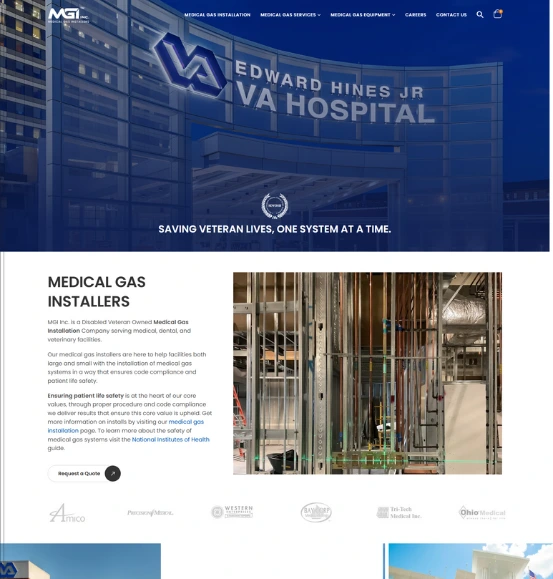 MGI INC.
MEDICAL GAS INSTALLATION
MEDICAL GAS SERVICES
MEDICAL GAS EQUIPMENT
CAREERS
CONTACT US
EDWARD HINES JR
VA HOSPITAL
SAVING VETERAN LIVES, ONE SYSTEM AT A TIME.
MEDICAL GAS
INSTALLERS
MGI Inc. is a Disabled Veteran Owned Medical Gas
Installation Company serving medical, dental, and
veterinary facilities.
Our medical gas installers are here to help facilities both
large and small with the installation of medical gas
systems in a way that ensures code compliance and
patient life safety.
Ensuring patient life safety is at the heart of our core
values, through proper procedure and code compliance
we deliver results that ensure this core value is upheld. Get
more information on installs by visiting our medical gas
installation page. To learn more about the safety of
medical gas systems visit the National Institutes of Health
guide.
Request a Quote
Amico
WESTERN
Tri-Tech
Medical Inc.
Ohio Medical